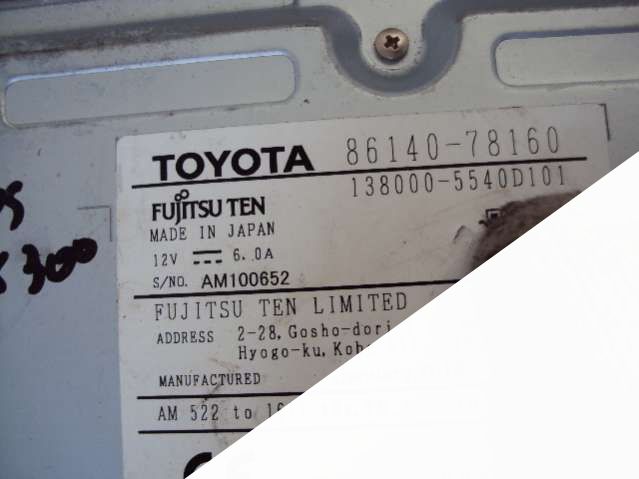 TOYOTA 86140-78160
138000-5540D101
FUJITSU TEN
MADE IN JAPAN
12V 6.0A
S/NO. AM100652
FUJITSU TEN LIMITED
ADDRESS 2-28, Gosho-dori
Hyogo-ku,
MANUFACTURED
AM 522 to
300